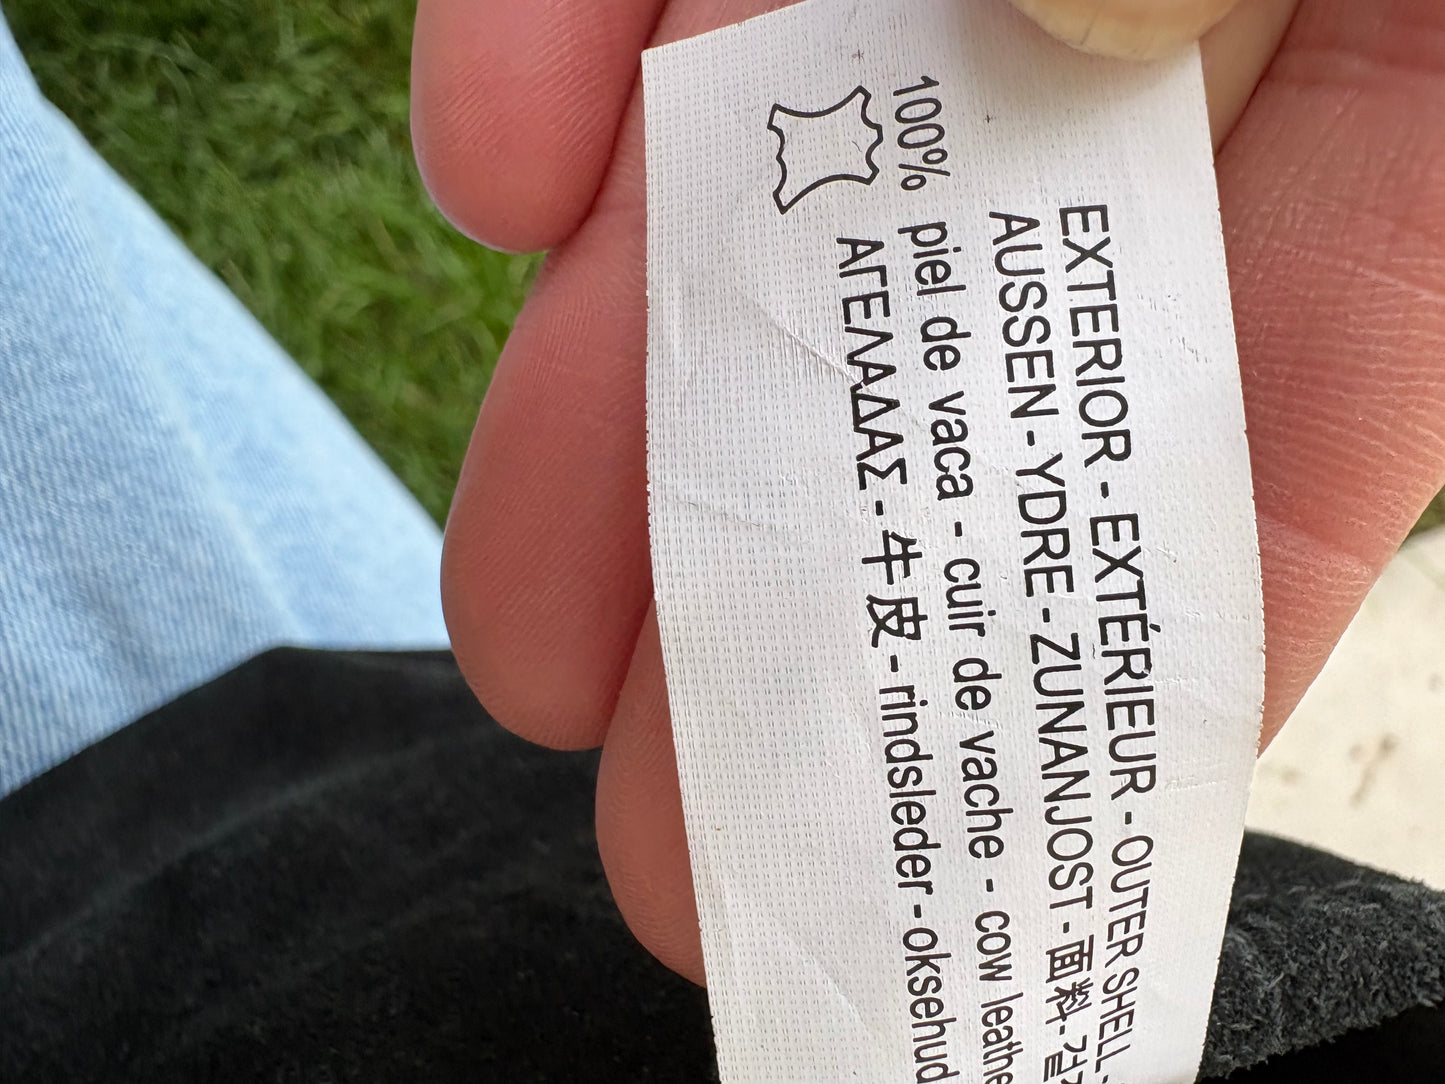 EXTERIOR - EXTÉRIEUR - OUTER SHELL -
AUSSEN - YDRE - ZUNANJOST - 面料 -
100% piel de vaca - cuir de vache - cow leathe
ΑΓΕΛΑΔΑΣ - 牛皮 - rindsleder - oksehud